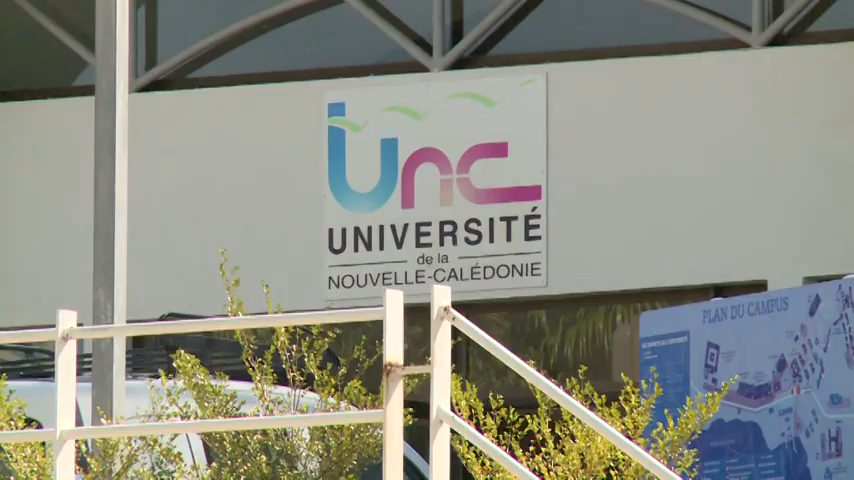 Unc
UNIVERSITÉ
de la
NOUVELLE-CALÉDONIE
PLAN DU CAMPUS